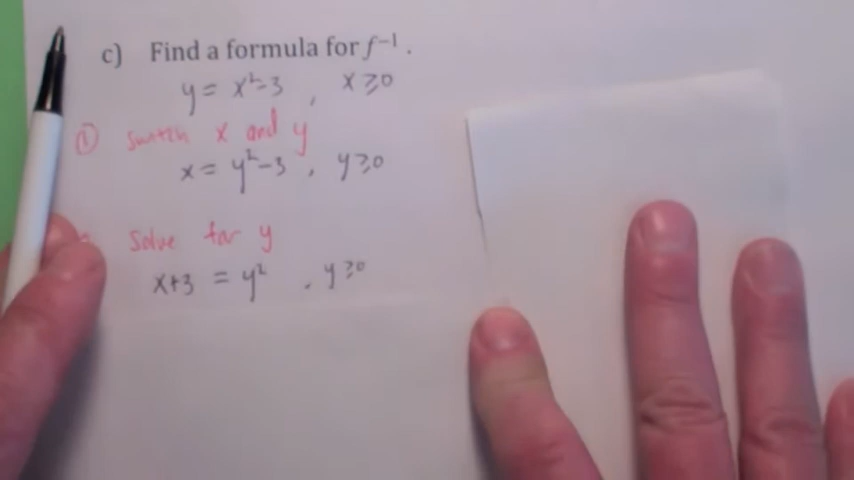 c) Find a formula for f⁻¹ .
y = x²-3 , x ≥ 0
① switch x and y
x = y²-3 , y ≥ 0
solve for y
x+3 = y² , y ≥ 0